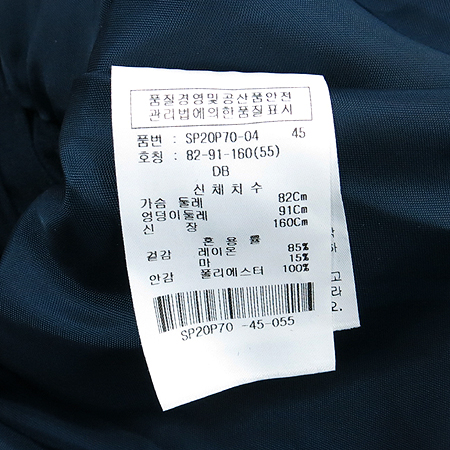 품질경영및공산품안전
관리법에의한품질표시
품번 : SP20P70-04 45
호칭 : 82-91-160(55)
DB
신체치수
가슴 둘레 82Cm
엉덩이둘레 91Cm
신 장 160Cm
혼용률
겉감 레이온 85%
마 15%
안감 폴리에스터 100%
SP20P70 -45-055
고
라
요.